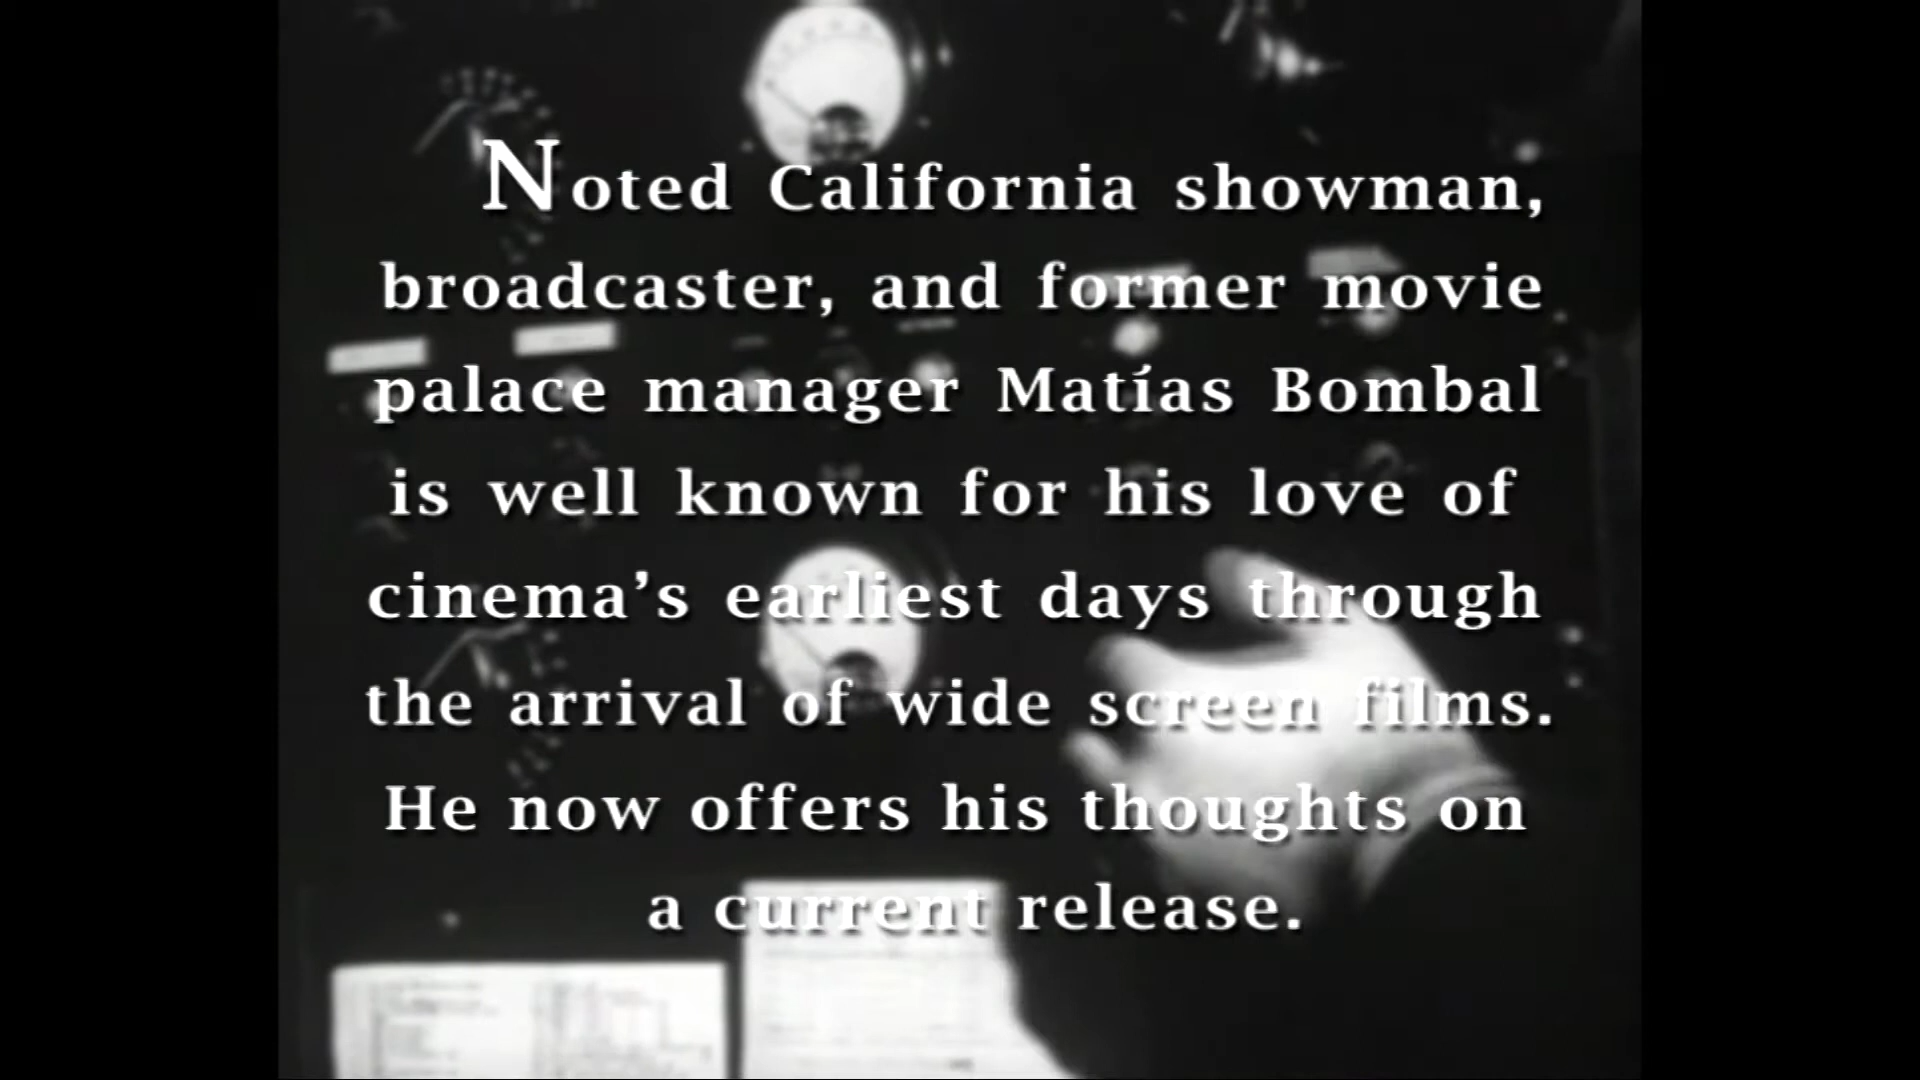 Noted California showman,
broadcaster, and former movie
palace manager Matías Bombal
is well known for his love of
cinema’s earliest days through
the arrival of wide screen films.
He now offers his thoughts on
a current release.